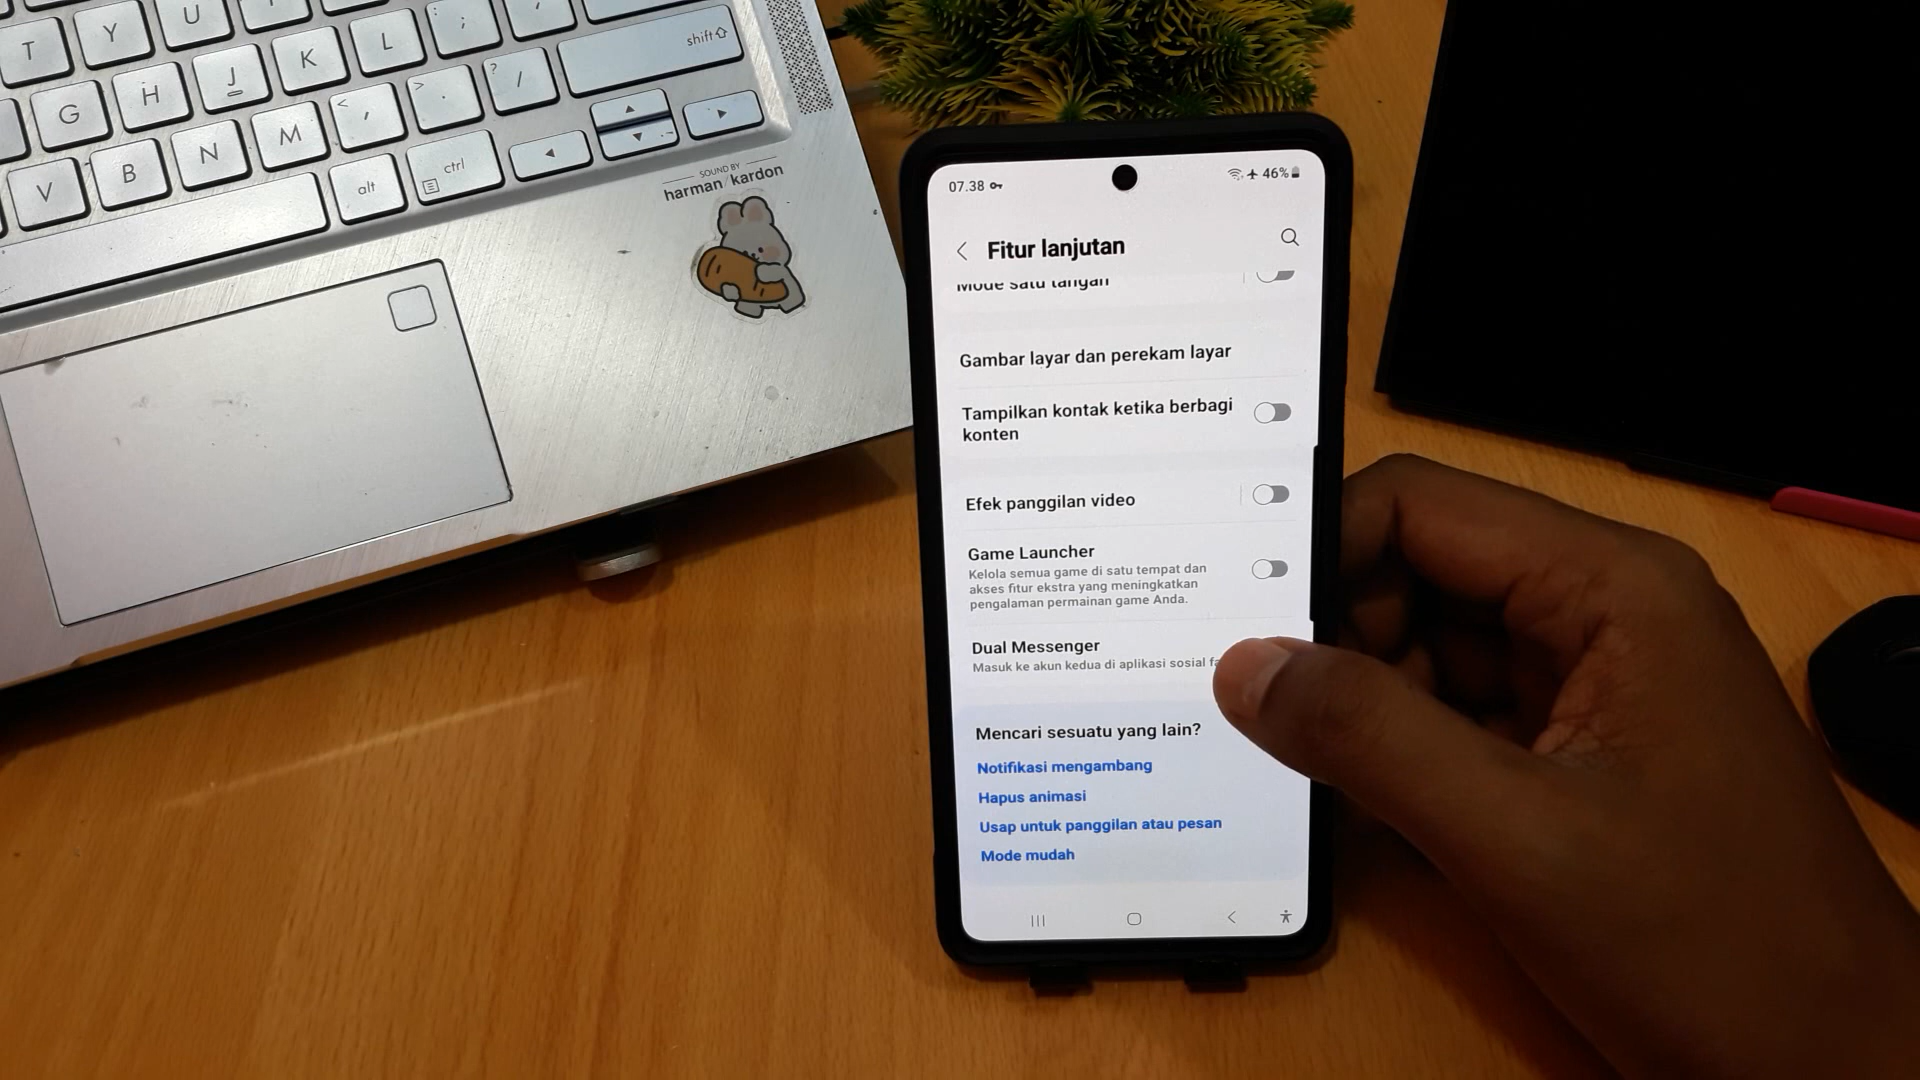 T Y U
G H J K L ;
shift
V B N M < , > . ? /
alt ctrl
SOUND BY
harman/kardon
07.38 46%
Fitur lanjutan
Mode satu tangan
Gambar layar dan perekam layar
Tampilkan kontak ketika berbagi
konten
Efek panggilan video
Game Launcher
Kelola semua game di satu tempat dan
akses fitur ekstra yang meningkatkan
pengalaman permainan game Anda.
Dual Messenger
Masuk ke akun kedua di aplikasi sosial
Mencari sesuatu yang lain?
Notifikasi mengambang
Hapus animasi
Usap untuk panggilan atau pesan
Mode mudah